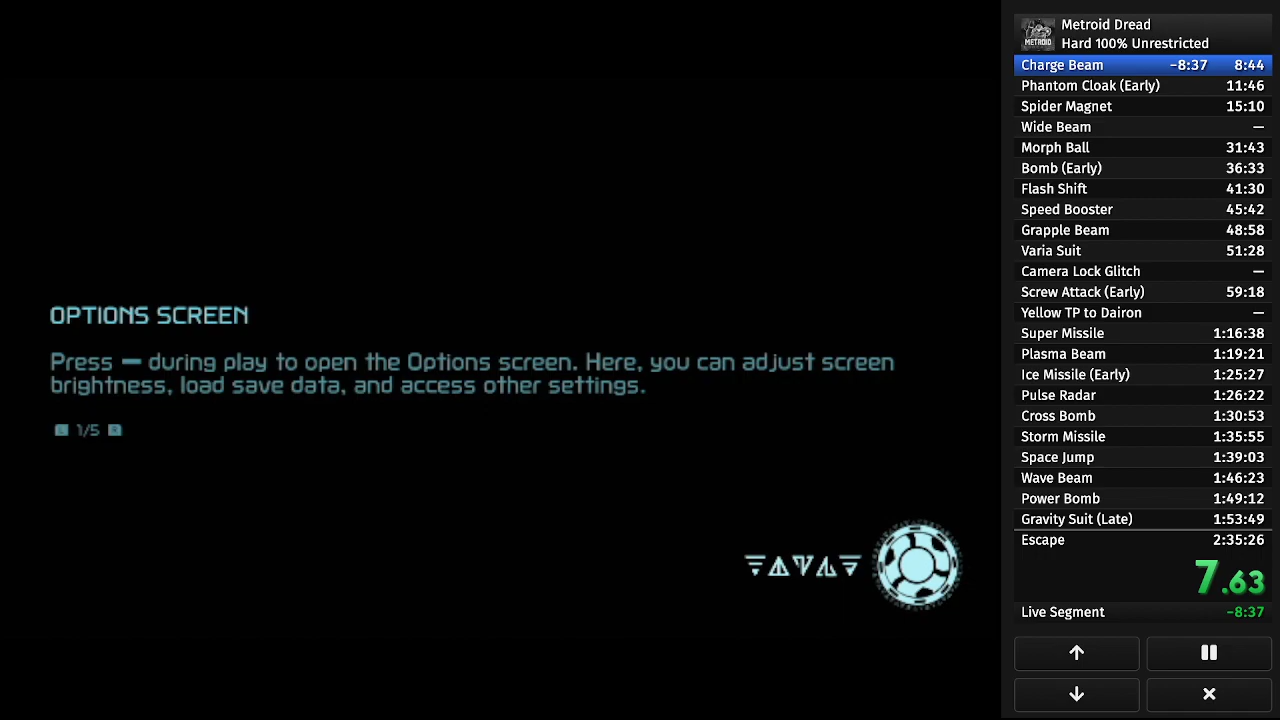 OPTIONS SCREEN
Press − during play to open the Options screen. Here, you can adjust screen
brightness, load save data, and access other settings.
L 1/5 R
METROID
Metroid Dread
Hard 100% Unrestricted
Charge Beam −8:37 8:44
Phantom Cloak (Early) 11:46
Spider Magnet 15:10
Wide Beam —
Morph Ball 31:43
Bomb (Early) 36:33
Flash Shift 41:30
Speed Booster 45:42
Grapple Beam 48:58
Varia Suit 51:28
Camera Lock Glitch —
Screw Attack (Early) 59:18
Yellow TP to Dairon —
Super Missile 1:16:38
Plasma Beam 1:19:21
Ice Missile (Early) 1:25:27
Pulse Radar 1:26:22
Cross Bomb 1:30:53
Storm Missile 1:35:55
Space Jump 1:39:03
Wave Beam 1:46:23
Power Bomb 1:49:12
Gravity Suit (Late) 1:53:49
Escape 2:35:26
7.63
Live Segment −8:37